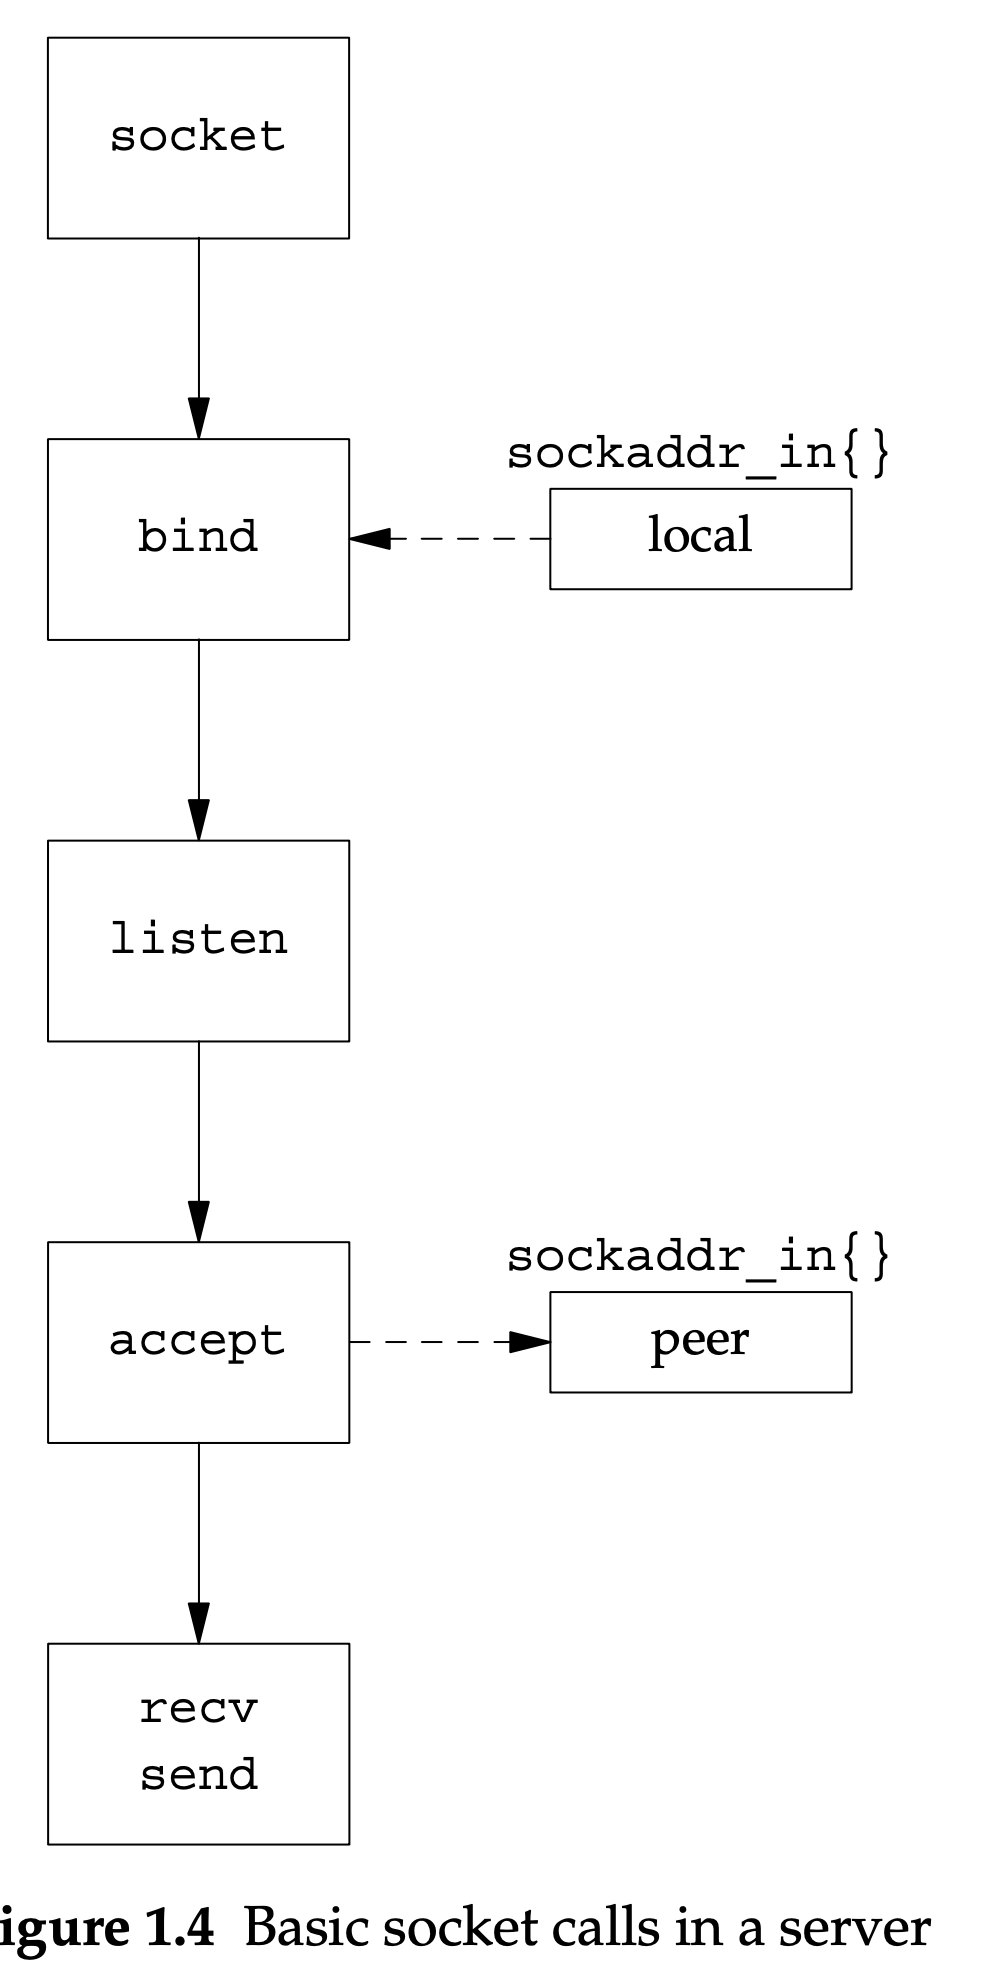 socket
sockaddr_in{}
bind
local
listen
sockaddr_in{}
accept
peer
recv
send
igure 1.4 Basic socket calls in a server